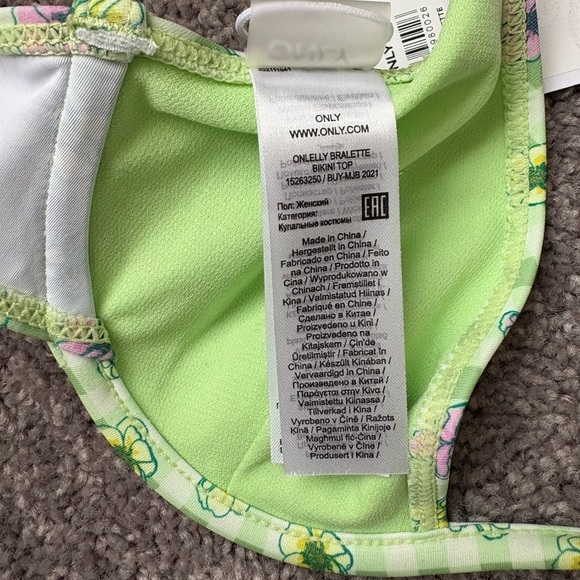 ONLY
980026
ONLY
WWW.ONLY.COM
ONLELLY BRALETTE
BIKINI TOP
15263250 / BUY-MJB 2021
Пол: Женский
Категория:
Купальные костюмы
EAC
Made in China /
Hergestellt in China /
Fabricado en China / Feito
na China / Prodotto in
Cina / Wyprodukowano w
Chinach / Fremstillet i
Kina / Valmistatud Hiinas /
Fabriqué en Chine /
Сделано в Китае /
Proizvedeno u Kini /
Proizvedeno na
Kitajskem / Çin'de
Üretilmiştir / Fabricat în
China / Készült Kínában /
Vervaardigd in China /
Произведено в Китай /
Παράγεται στην Κίνα /
Valmistettu Kiinassa /
Tillverkad i Kina /
Vyrobeno v Číně / Ražots
Ķīnā / Pagaminta Kinijoje /
Maghmul fiċ-Ċina /
Vyrobené v Číne /
Produsert i Kina /